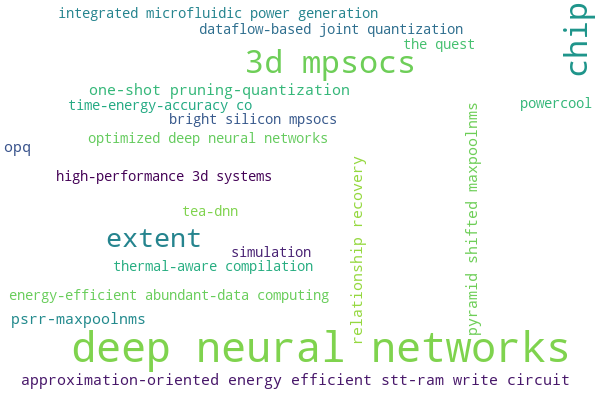 integrated microfluidic power generation
dataflow-based joint quantization
chip
the quest
3d mpsocs
one-shot pruning-quantization
time-energy-accuracy co
powercool
bright silicon mpsocs
optimized deep neural networks
opq
high-performance 3d systems
relationship recovery
pyramid shifted maxpoolnms
tea-dnn
extent
simulation
thermal-aware compilation
energy-efficient abundant-data computing
psrr-maxpoolnms
deep neural networks
approximation-oriented energy efficient stt-ram write circuit